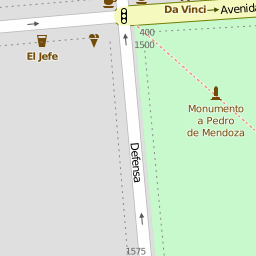 Da Vinci
Avenida
400
1500
El Jefe
Monumento
a Pedro
de Mendoza
Defensa
1575